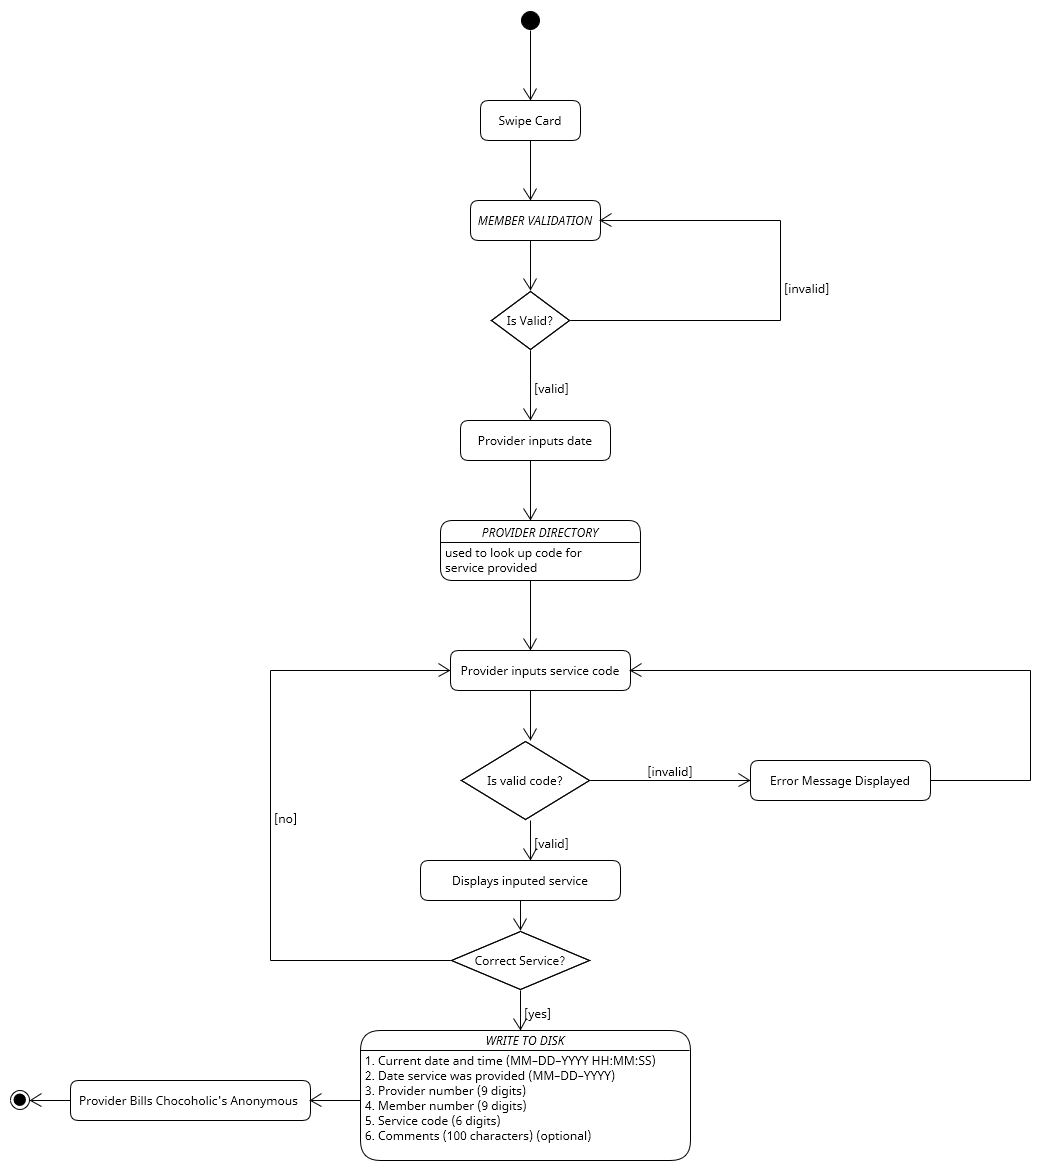 Swipe Card
MEMBER VALIDATION
[invalid]
Is Valid?
[valid]
Provider inputs date
PROVIDER DIRECTORY
used to look up code for
service provided
Provider inputs service code
[invalid]
Is valid code?
Error Message Displayed
[no]
[valid]
Displays inputed service
Correct Service?
[yes]
WRITE TO DISK
1. Current date and time (MM–DD–YYYY HH:MM:SS)
2. Date service was provided (MM–DD–YYYY)
3. Provider number (9 digits)
4. Member number (9 digits)
5. Service code (6 digits)
6. Comments (100 characters) (optional)
Provider Bills Chocoholic's Anonymous